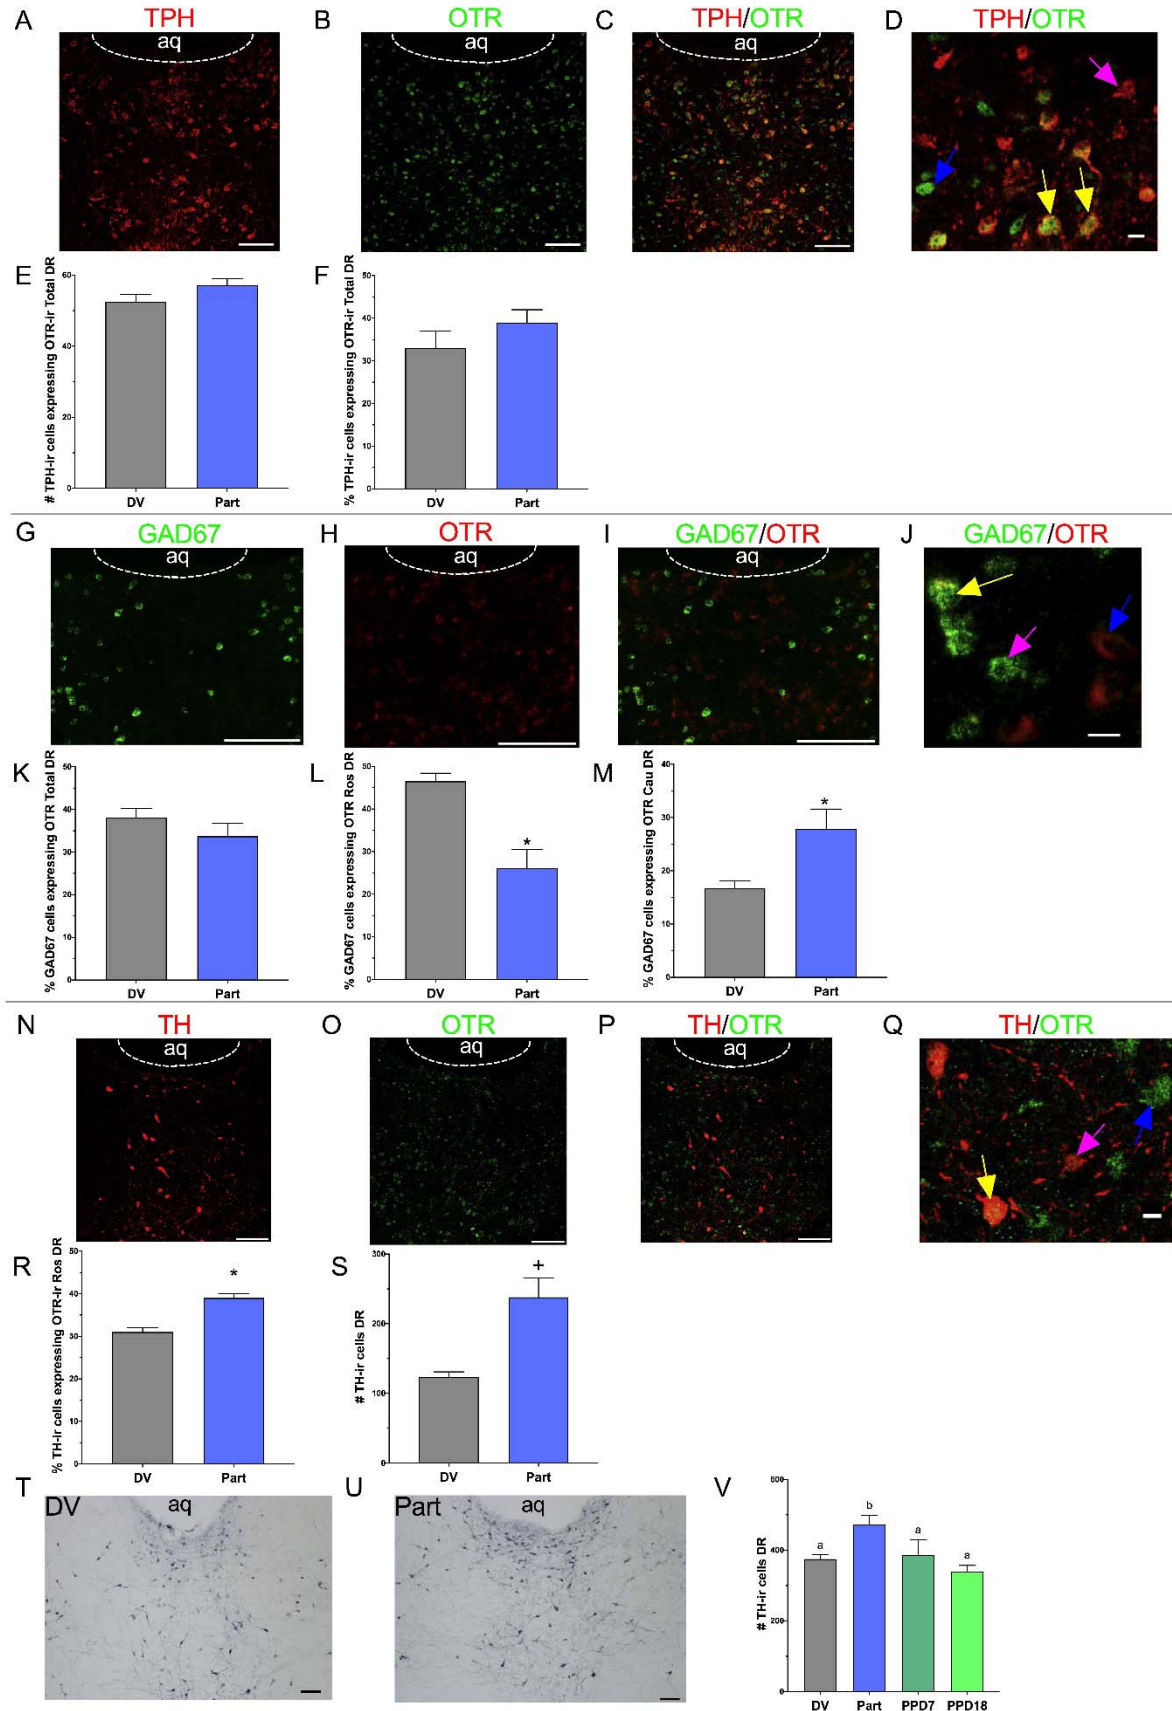 A TPH
B OTR
C TPH/OTR
D TPH/OTR
aq
aq
aq
E # TPH-ir cells expressing OTR-ir Total DR
60
40
20
0
DV Part
F % TPH-ir cells expressing OTR-ir Total DR
50
40
30
20
10
0
DV Part
G GAD67
H OTR
I GAD67/OTR
J GAD67/OTR
aq
aq
aq
K % GAD67 cells expressing OTR Total DR
50
40
30
20
10
0
DV Part
L % GAD67 cells expressing OTR Ros DR
50
40
30
20
10
0
*
DV Part
M % GAD67 cells expressing OTR Cau DR
40
30
20
10
0
*
DV Part
N TH
O OTR
P TH/OTR
Q TH/OTR
aq
aq
aq
R % TH-ir cells expressing OTR-ir Ros DR
50
40
30
20
10
0
*
DV Part
S # TH-ir cells DR
300
200
100
0
+
DV Part
T DV aq
U Part aq
V # TH-ir cells DR
600
400
200
0
a b a a
DV Part PPD7 PPD18